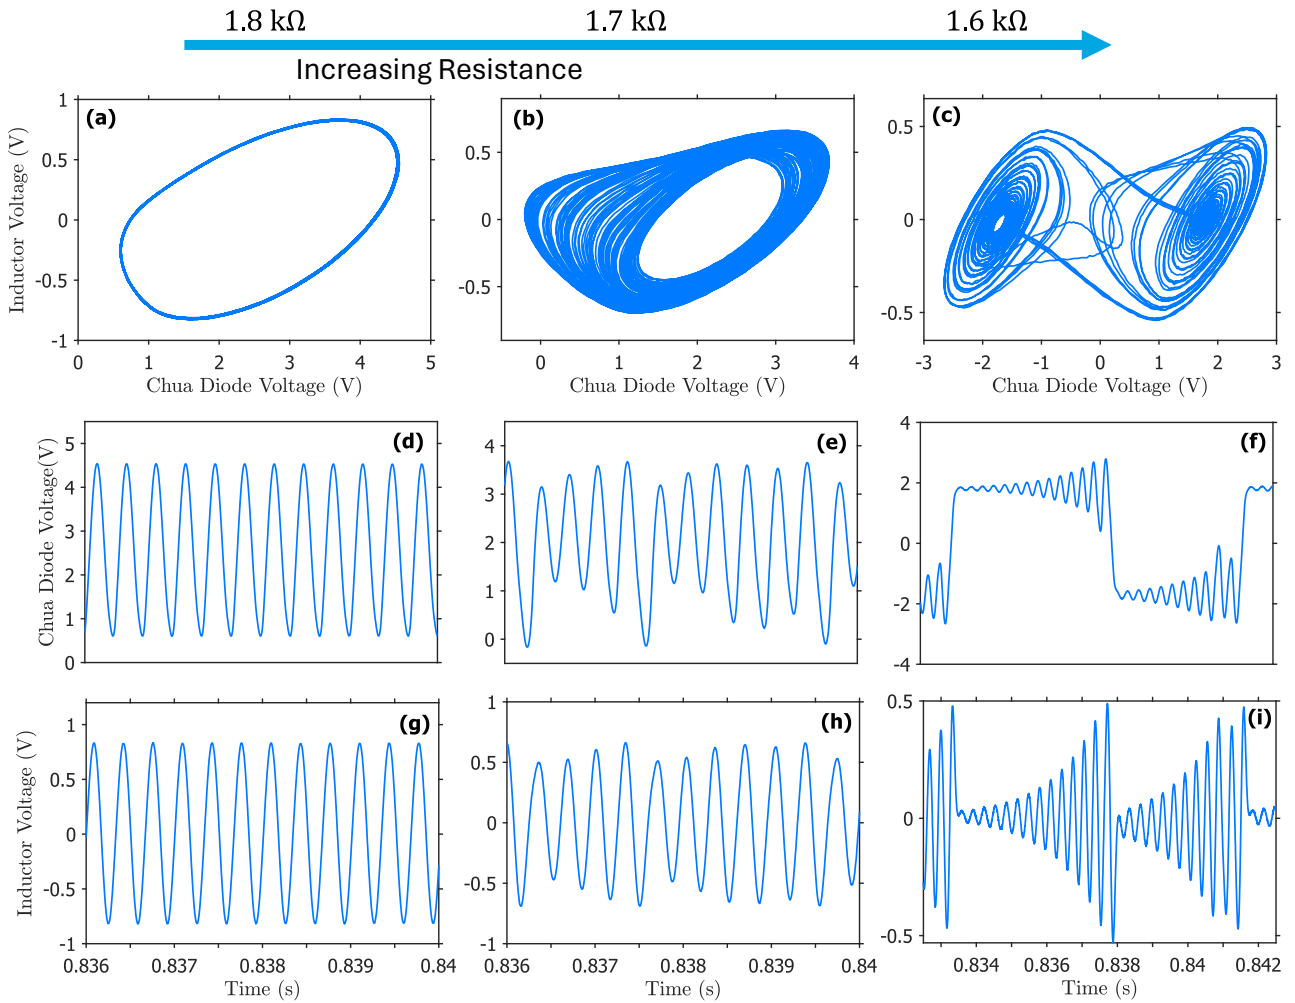 1.8 kΩ 1.7 kΩ 1.6 kΩ
Increasing Resistance
(a) (b) (c)
Inductor Voltage (V)
1
0.5
0
-0.5
-1
0 1 2 3 4 5
Chua Diode Voltage (V)
0.5
0
-0.5
0 1 2 3 4
Chua Diode Voltage (V)
0.5
0
-0.5
-3 -2 -1 0 1 2 3
Chua Diode Voltage (V)
(d) (e) (f)
Chua Diode Voltage(V)
5
4
3
2
1
0
4
3
2
1
0
4
2
0
-2
-4
(g) (h) (i)
Inductor Voltage (V)
1
0.5
0
-0.5
-1
0.836 0.837 0.838 0.839 0.84
Time (s)
1
0.5
0
-0.5
-1
0.836 0.837 0.838 0.839 0.84
Time (s)
0.5
0
-0.5
0.834 0.836 0.838 0.84 0.842
Time (s)